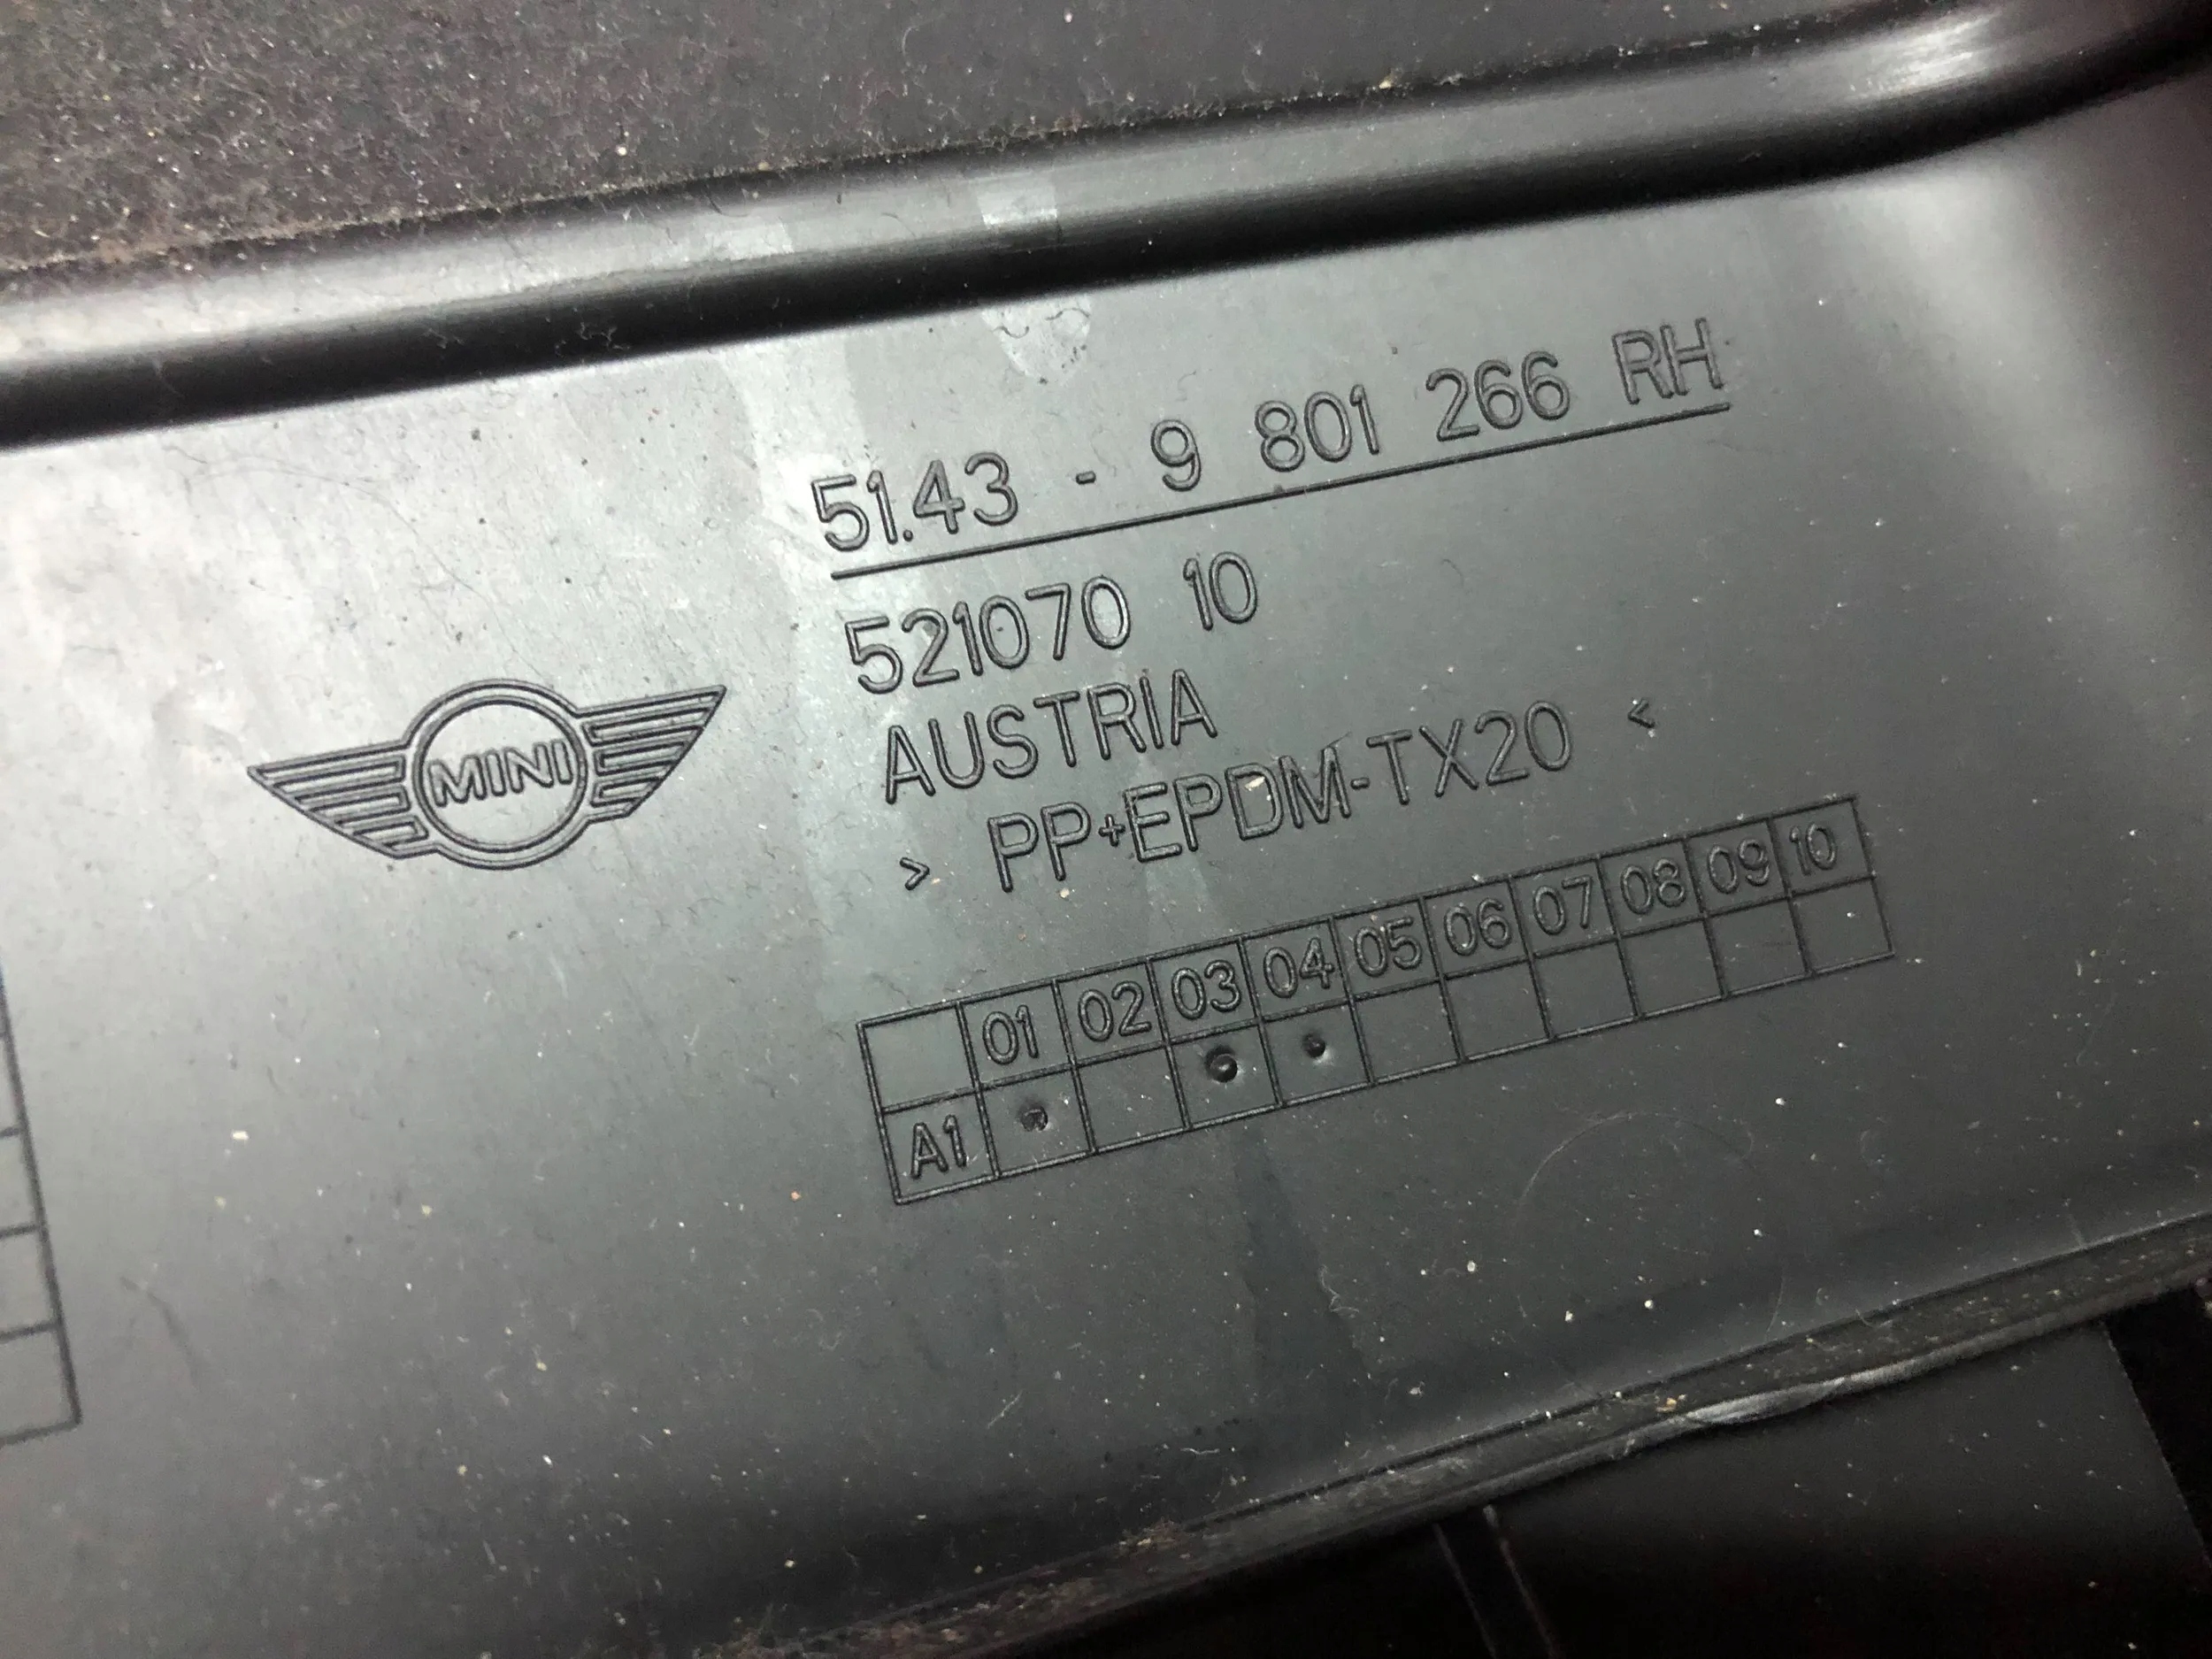 51.43 - 9 801 266 RH
521070 10
AUSTRIA
> PP+EPDM-TX20 <
MINI
01 02 03 04 05 06 07 08 09 10
A1